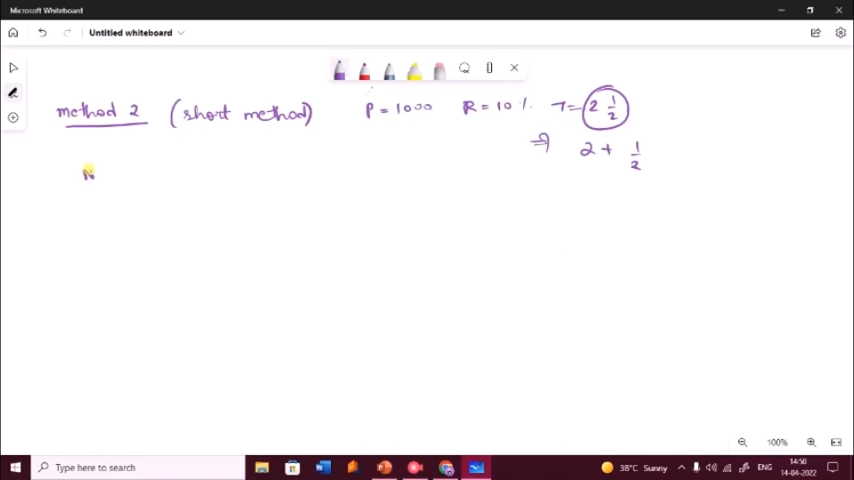 Microsoft Whiteboard
Untitled whiteboard
method 2 (short method) P = 1000 R = 10 % T = 2 1/2
⇒ 2 + 1/2
100%
Type here to search
38°C Sunny
ENG
14:50
14-04-2022